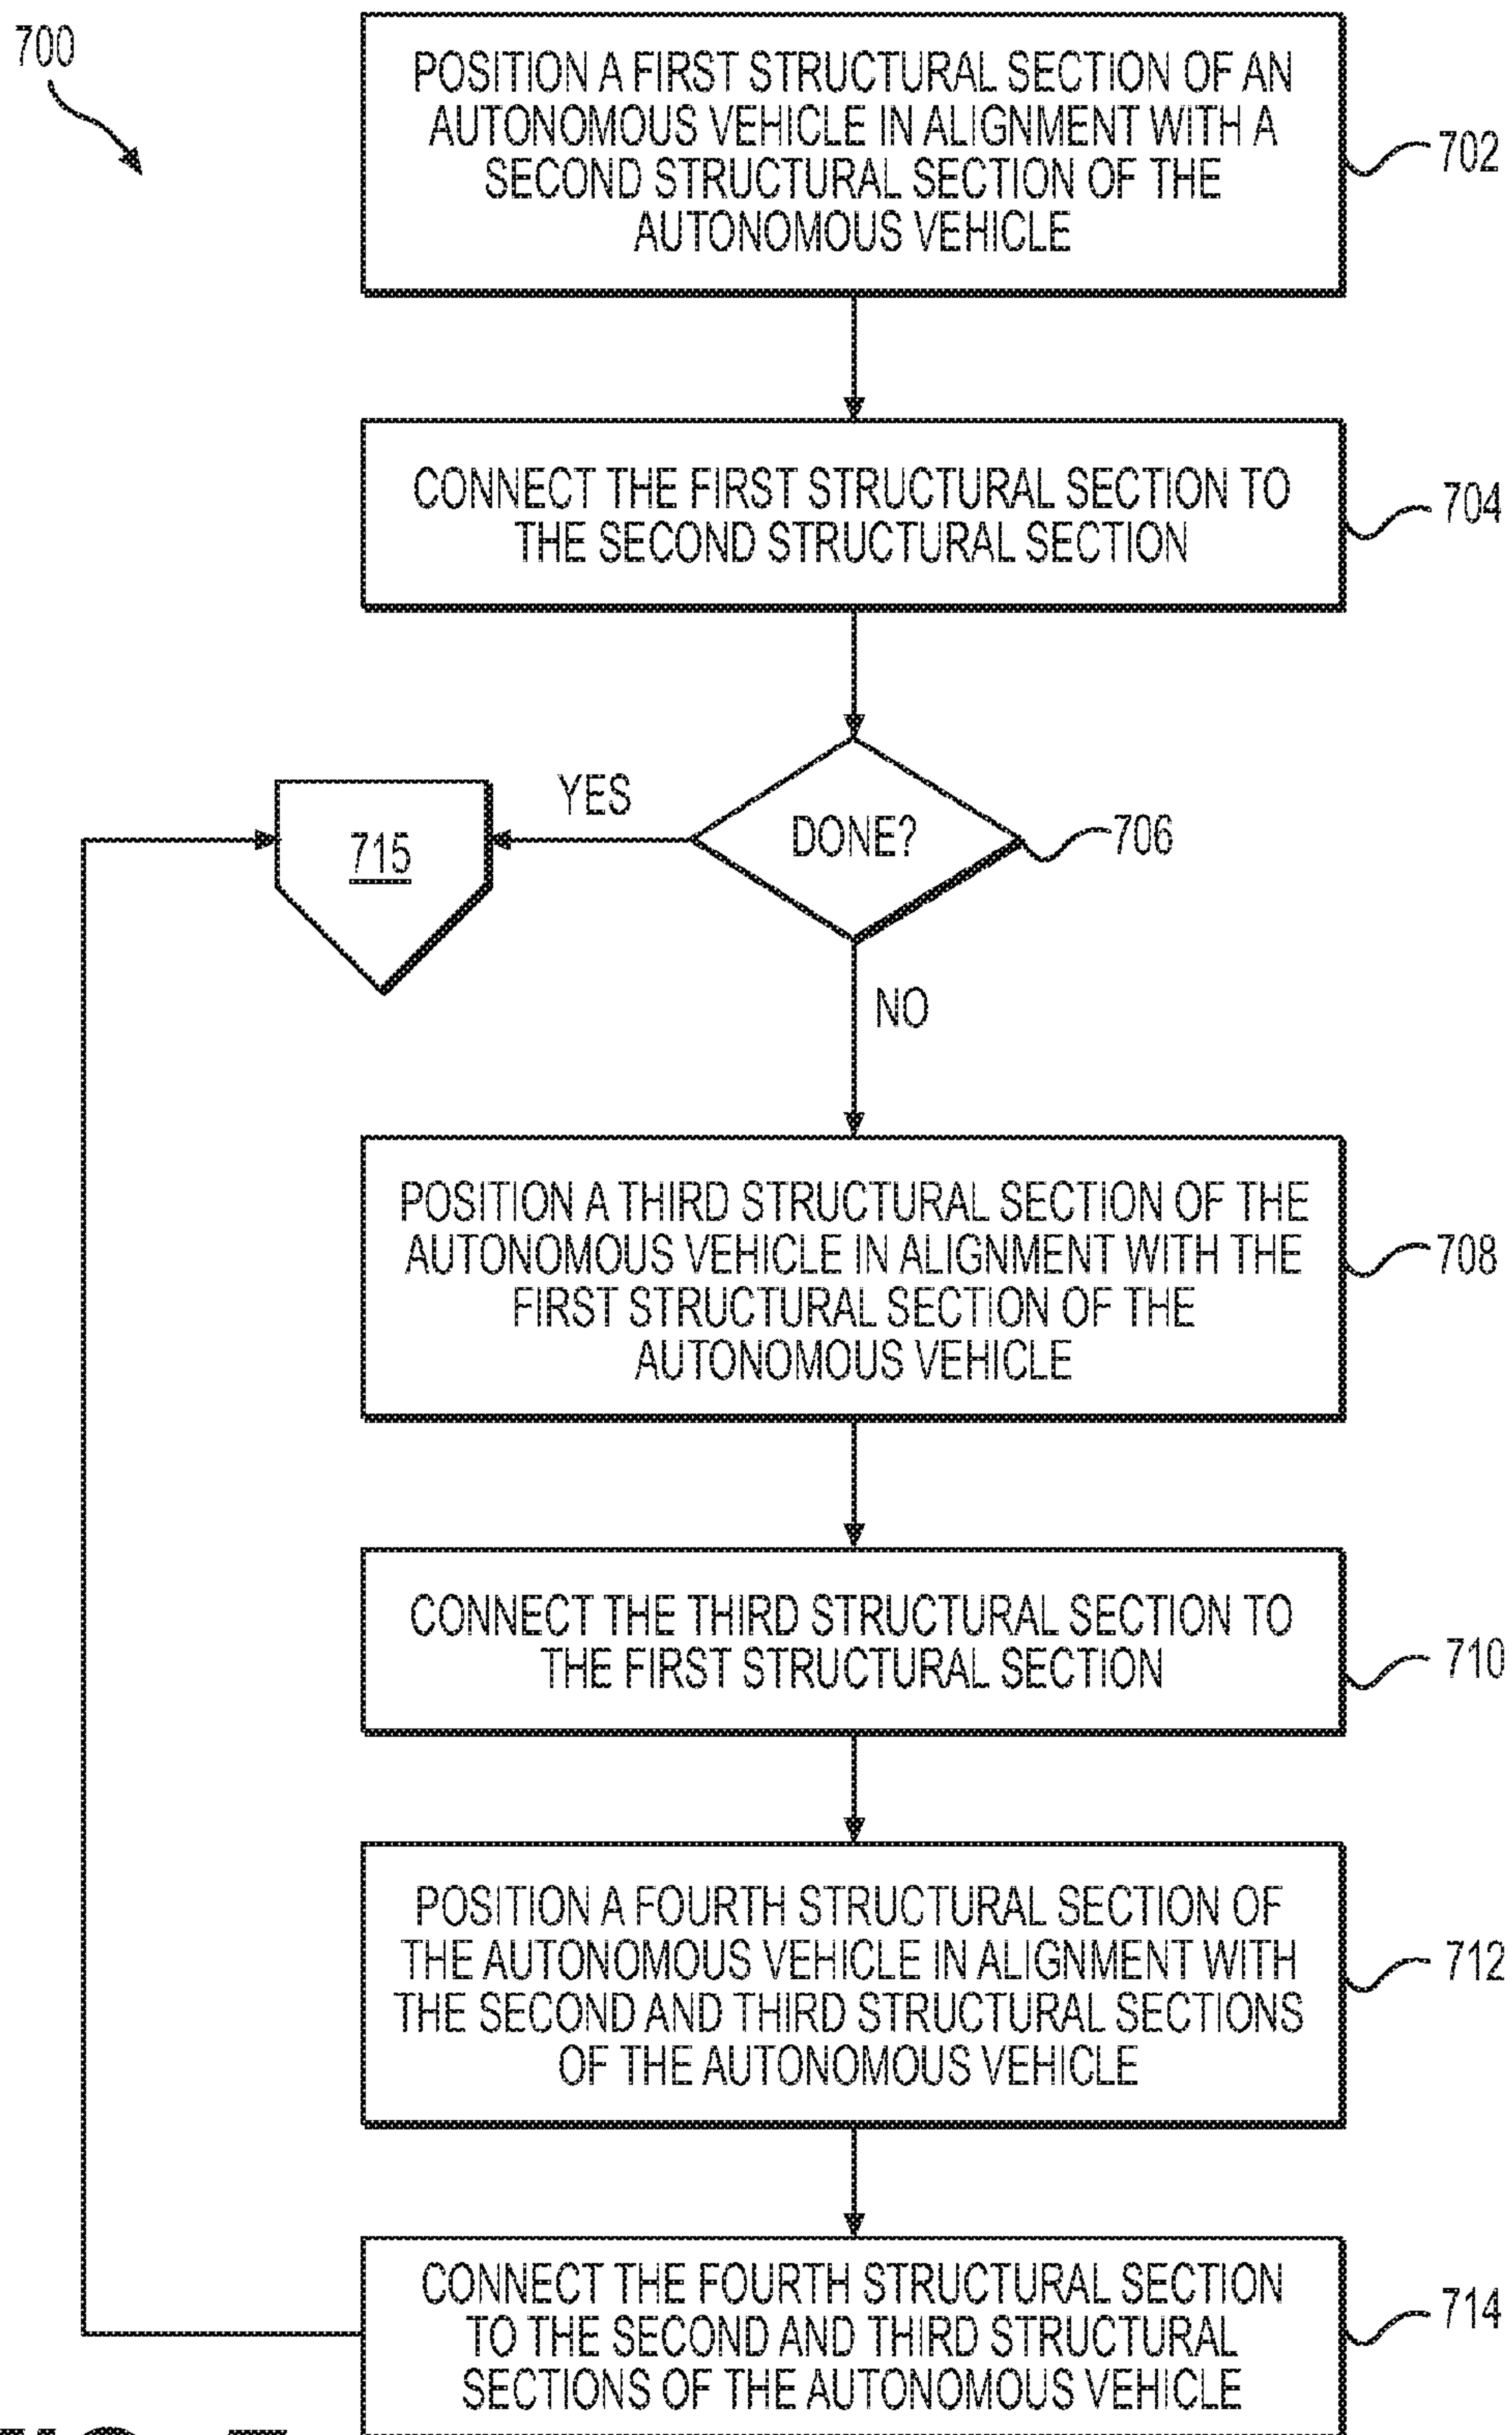 700
POSITION A FIRST STRUCTURAL SECTION OF AN
AUTONOMOUS VEHICLE IN ALIGNMENT WITH A
SECOND STRUCTURAL SECTION OF THE
AUTONOMOUS VEHICLE
702
CONNECT THE FIRST STRUCTURAL SECTION TO
THE SECOND STRUCTURAL SECTION
704
YES
715
DONE?
706
NO
POSITION A THIRD STRUCTURAL SECTION OF THE
AUTONOMOUS VEHICLE IN ALIGNMENT WITH THE
FIRST STRUCTURAL SECTION OF THE
AUTONOMOUS VEHICLE
708
CONNECT THE THIRD STRUCTURAL SECTION TO
THE FIRST STRUCTURAL SECTION
710
POSITION A FOURTH STRUCTURAL SECTION OF
THE AUTONOMOUS VEHICLE IN ALIGNMENT WITH
THE SECOND AND THIRD STRUCTURAL SECTIONS
OF THE AUTONOMOUS VEHICLE
712
CONNECT THE FOURTH STRUCTURAL SECTION
TO THE SECOND AND THIRD STRUCTURAL
SECTIONS OF THE AUTONOMOUS VEHICLE
714